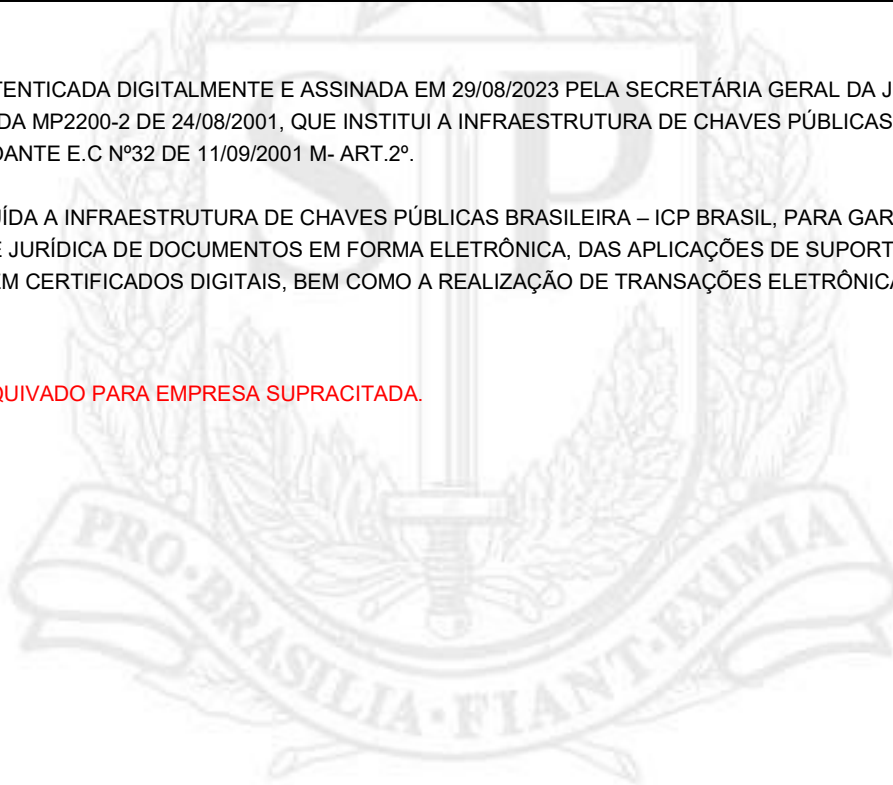 TENTICADA DIGITALMENTE E ASSINADA EM 29/08/2023 PELA SECRETÁRIA GERAL DA J
DA MP2200-2 DE 24/08/2001, QUE INSTITUI A INFRAESTRUTURA DE CHAVES PÚBLICAS
DANTE E.C Nº32 DE 11/09/2001 M- ART.2º.
UÍDA A INFRAESTRUTURA DE CHAVES PÚBLICAS BRASILEIRA – ICP BRASIL, PARA GAR
E JURÍDICA DE DOCUMENTOS EM FORMA ELETRÔNICA, DAS APLICAÇÕES DE SUPORT
EM CERTIFICADOS DIGITAIS, BEM COMO A REALIZAÇÃO DE TRANSAÇÕES ELETRÔNICA
QUIVADO PARA EMPRESA SUPRACITADA.
SP
PRO·BRASILIA·FIANT·EXIMIA